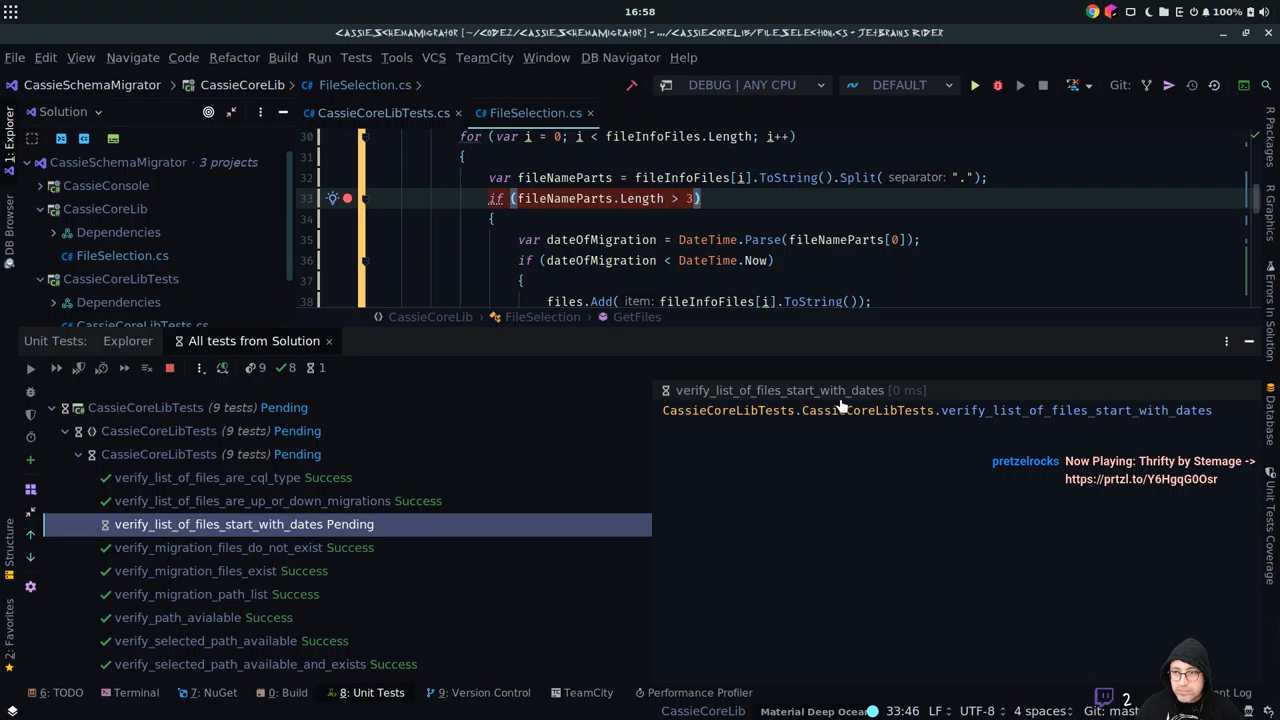 16:58
100%
CassieSchemaMigrator [~/Codez/CassieSchemaMigrator] - .../CassieCoreLib/FileSelection.cs - JetBrains Rider
File Edit View Navigate Code Refactor Build Run Tests Tools VCS TeamCity Window DB Navigator Help
CassieSchemaMigrator CassieCoreLib FileSelection.cs
DEBUG | ANY CPU
DEFAULT
Git:
Solution
CassieCoreLibTests.cs
FileSelection.cs
1: Explorer
DB Browser
Structure
2: Favorites
CassieSchemaMigrator · 3 projects
CassieConsole
CassieCoreLib
Dependencies
FileSelection.cs
CassieCoreLibTests
Dependencies
CassieCoreLibTests.cs
30 for (var i = 0; i < fileInfoFiles.Length; i++)
31 {
32 var fileNameParts = fileInfoFiles[i].ToString().Split( separator: ".");
33 if (fileNameParts.Length > 3)
34 {
35 var dateOfMigration = DateTime.Parse(fileNameParts[0]);
36 if (dateOfMigration < DateTime.Now)
37 {
38 files.Add( item: fileInfoFiles[i].ToString());
CassieCoreLib FileSelection GetFiles
R Packages
R Graphics
Errors In Solution
Database
Unit Tests Coverage
Unit Tests: Explorer All tests from Solution
9 8 1
CassieCoreLibTests (9 tests) Pending
CassieCoreLibTests (9 tests) Pending
CassieCoreLibTests (9 tests) Pending
verify_list_of_files_are_cql_type Success
verify_list_of_files_are_up_or_down_migrations Success
verify_list_of_files_start_with_dates Pending
verify_migration_files_do_not_exist Success
verify_migration_files_exist Success
verify_migration_path_list Success
verify_path_avialable Success
verify_selected_path_available Success
verify_selected_path_available_and_exists Success
verify_list_of_files_start_with_dates [0 ms]
CassieCoreLibTests.CassieCoreLibTests.verify_list_of_files_start_with_dates
pretzelrocks Now Playing: Thrifty by Stemage ->
https://prtzl.to/Y6HgqG0Osr
2
6: TODO Terminal 7: NuGet 0: Build 8: Unit Tests 9: Version Control TeamCity Performance Profiler
CassieCoreLib Material Deep Ocean 33:46 LF UTF-8 4 spaces Git: